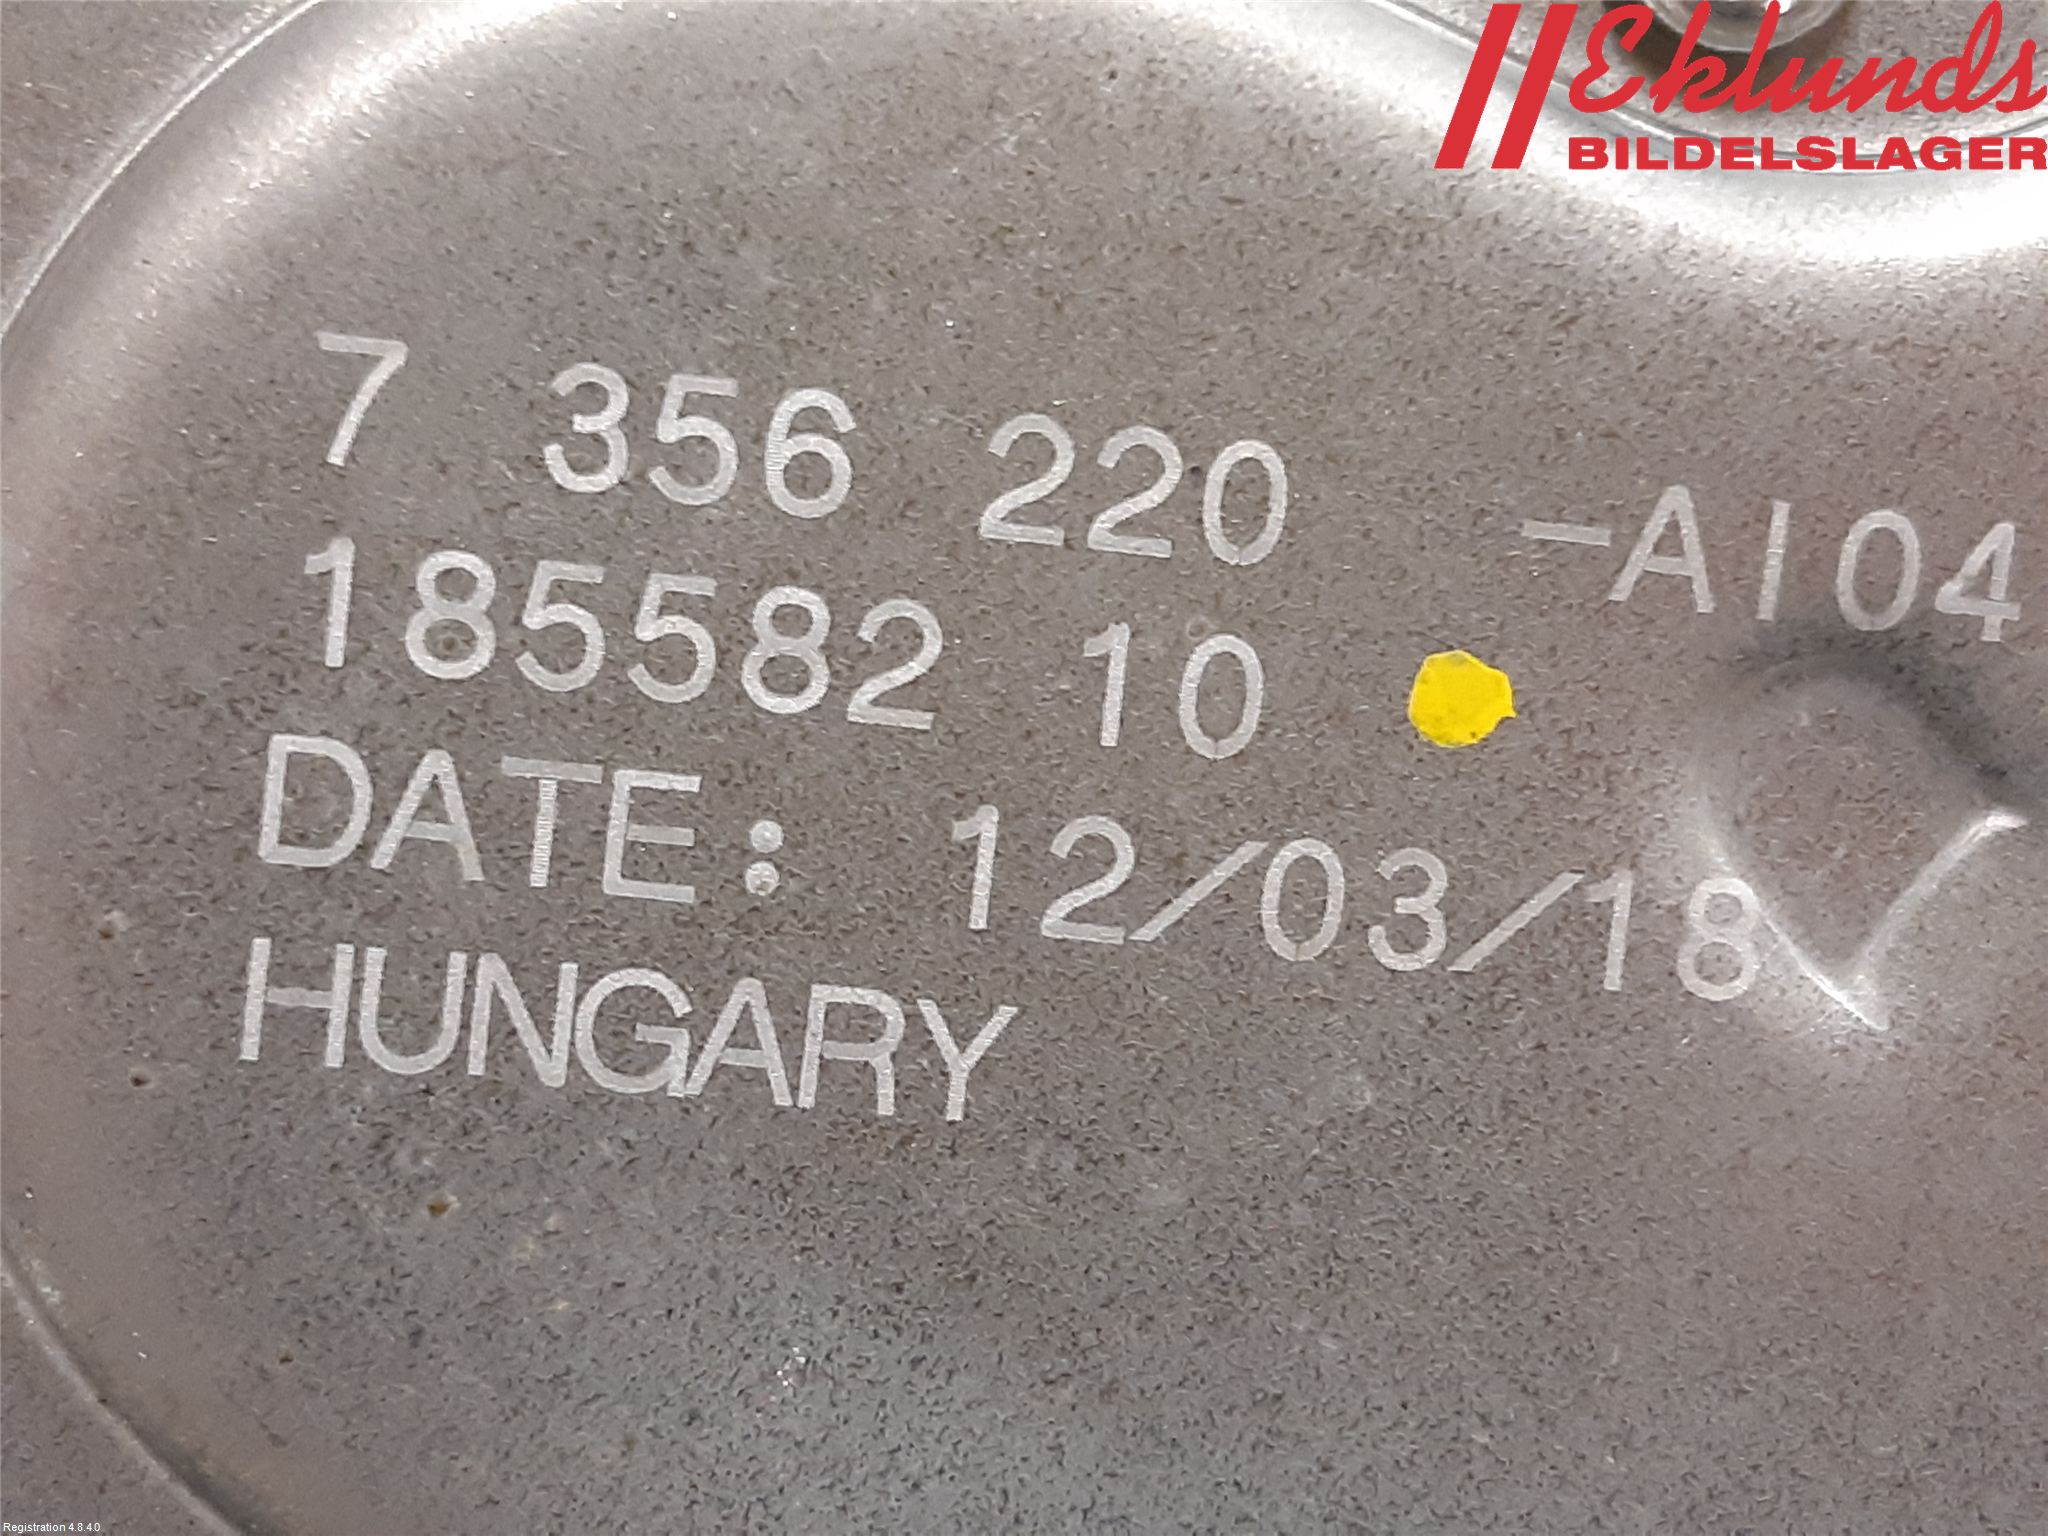 Eklunds
BILDELSLAGER
7 356 220 -AI04
185582 10
DATE: 12/03/18
HUNGARY
Registration 4.8.4.0